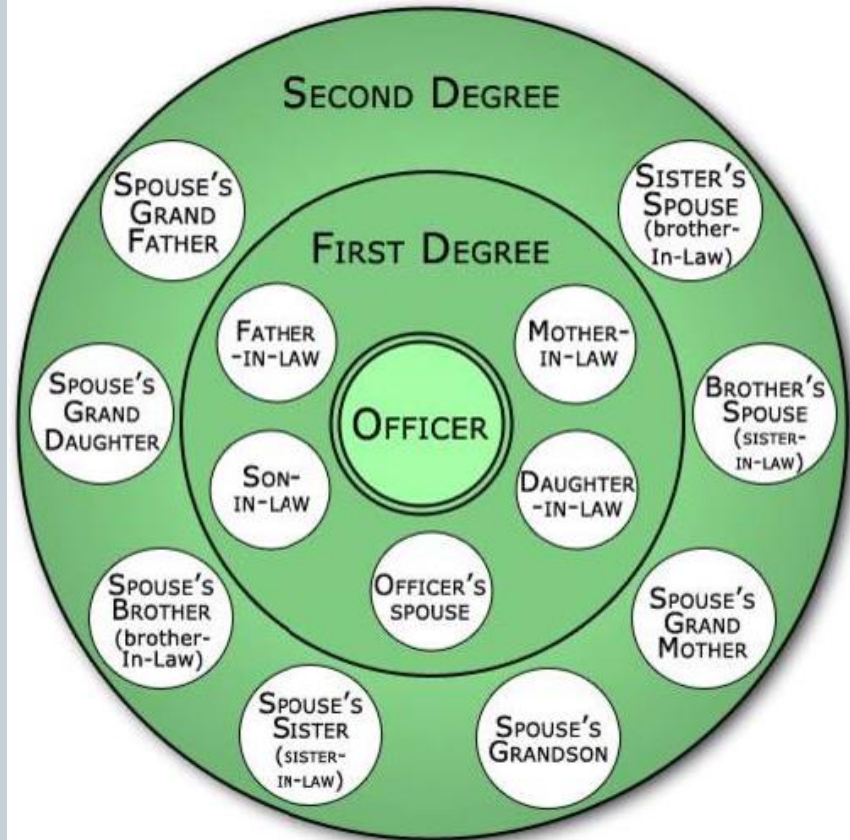 SECOND DEGREE
SPOUSE'S
GRAND
FATHER
SISTER'S
SPOUSE
(brother-
In-Law)
FIRST DEGREE
FATHER
-IN-LAW
MOTHER-
IN-LAW
SPOUSE'S
GRAND
DAUGHTER
OFFICER
BROTHER'S
SPOUSE
(SISTER-
IN-LAW)
SON-
IN-LAW
DAUGHTER
-IN-LAW
OFFICER'S
SPOUSE
SPOUSE'S
BROTHER
(brother-
In-Law)
SPOUSE'S
GRAND
MOTHER
SPOUSE'S
SISTER
(SISTER-
IN-LAW)
SPOUSE'S
GRANDSON